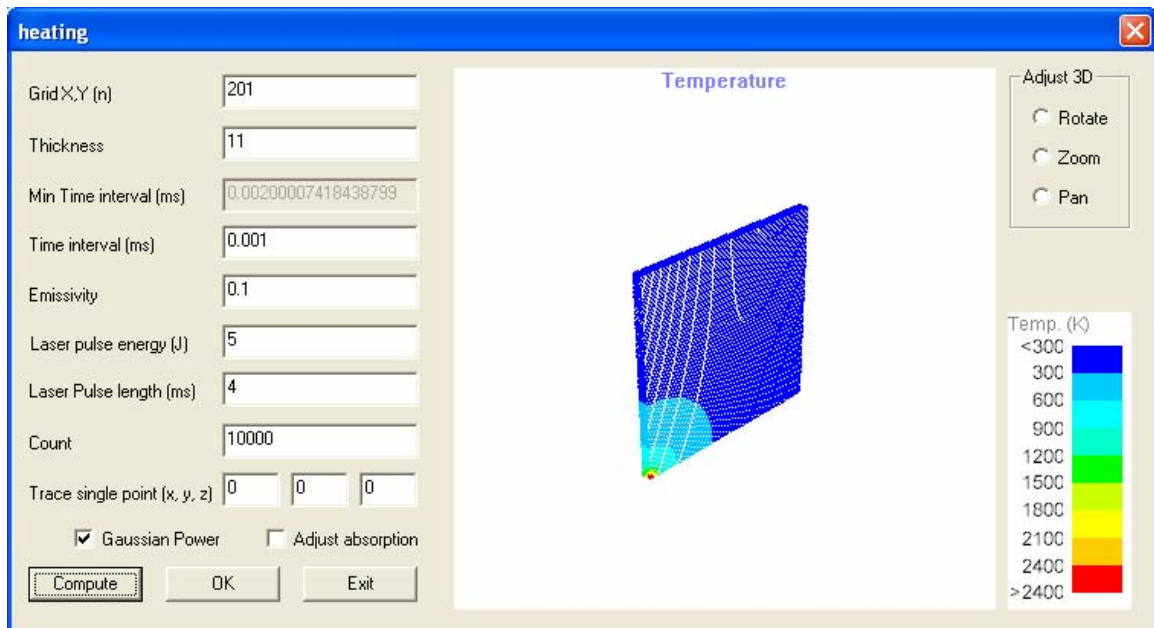 heating
Grid X,Y (n)
201
Thickness
11
Min Time interval (ms)
0.00200007418438799
Time interval (ms)
0.001
Emissivity
0.1
Laser pulse energy (J)
5
Laser Pulse length (ms)
4
Count
10000
Trace single point (x, y, z)
0 0 0
Gaussian Power
Adjust absorption
Compute
OK
Exit
Temperature
Adjust 3D
Rotate
Zoom
Pan
Temp. (K)
<300
300
600
900
1200
1500
1800
2100
2400
>2400